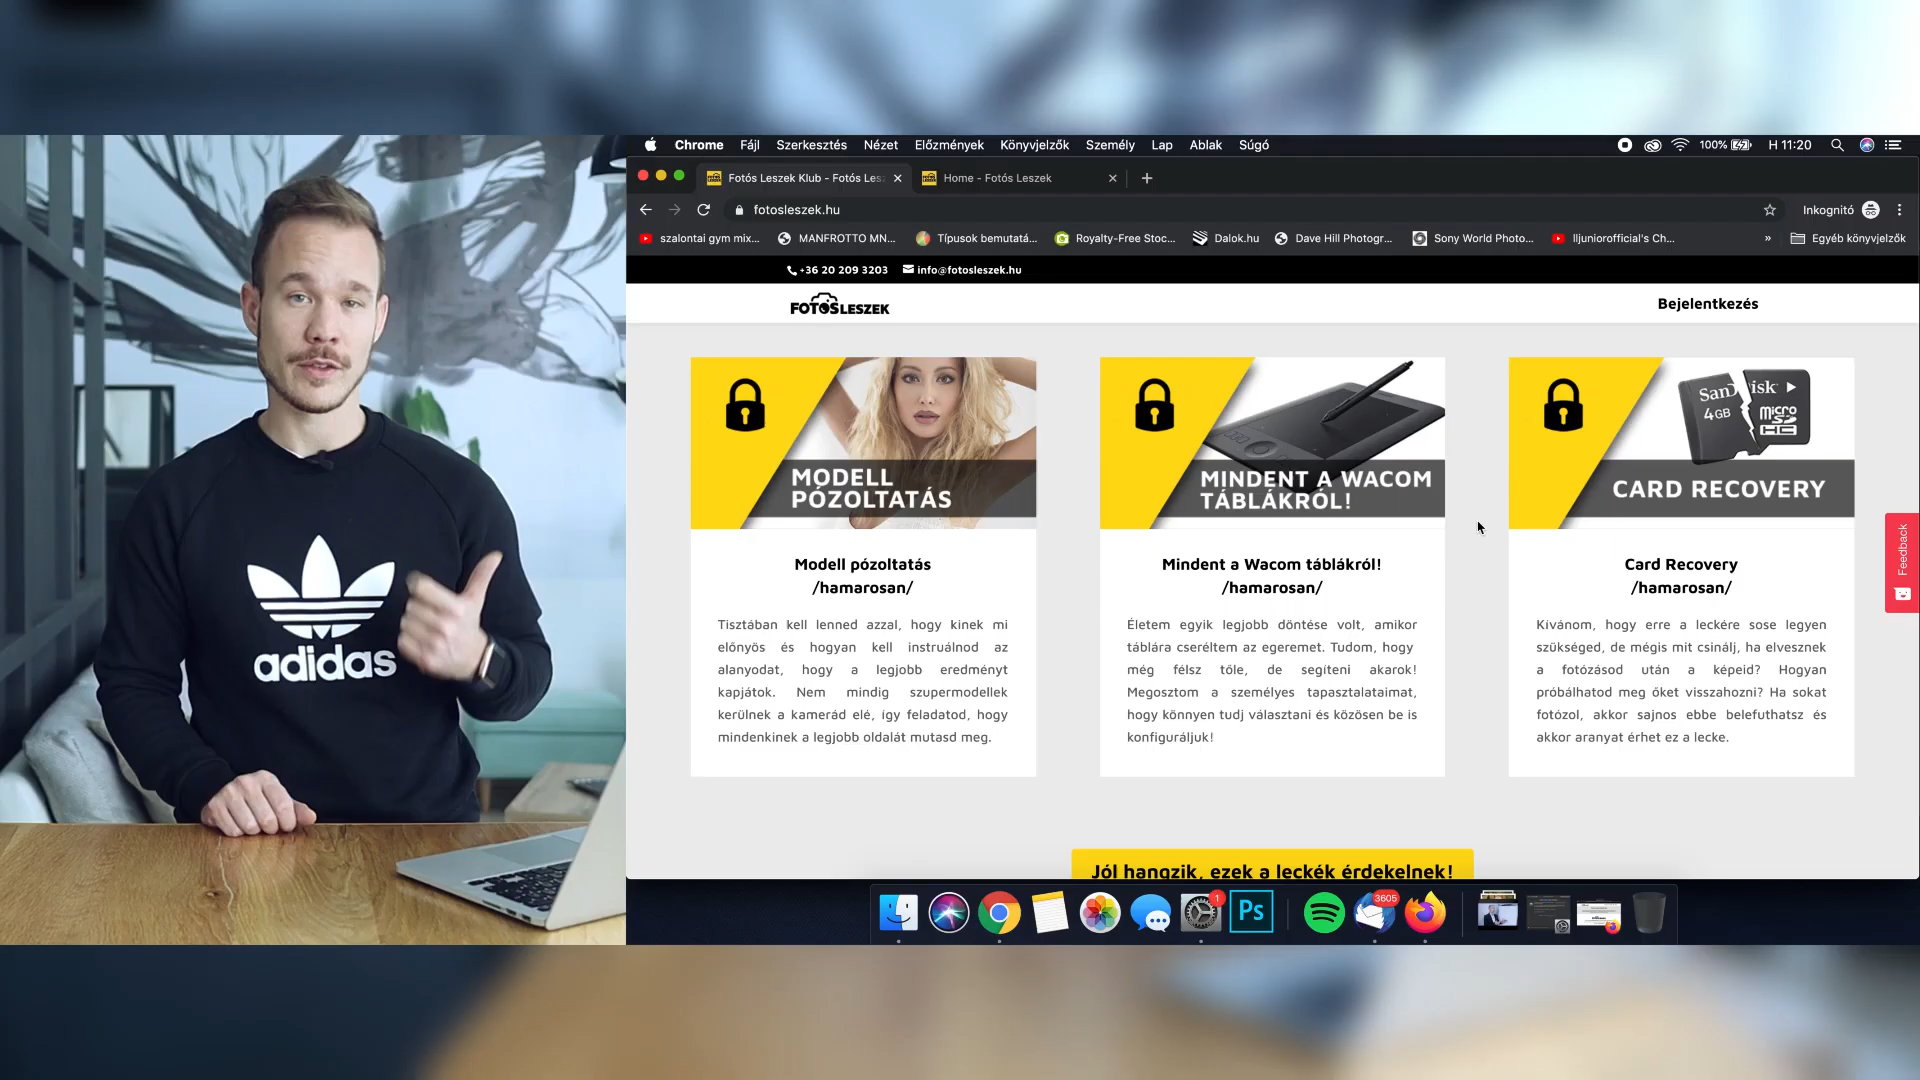 Chrome Fájl Szerkesztés Nézet Előzmények Könyvjelzők Személy Lap Ablak Súgó
100% H 11:20
Fotós Leszek Klub - Fotós Les
Home - Fotós Leszek
fotosleszek.hu
Inkognitó
szalontai gym mix...
MANFROTTO MN...
Típusok bemutatá...
Royalty-Free Stoc...
Dalok.hu
Dave Hill Photogr...
Sony World Photo...
lljuniorofficial's Ch...
»
Egyéb könyvjelzők
+36 20 209 3203 info@fotosleszek.hu
FOTÓSLESZEK
Bejelentkezés
MODELL
PÓZOLTATÁS
Modell pózoltatás
/hamarosan/
Tisztában kell lenned azzal, hogy kinek mi
előnyös és hogyan kell instruálnod az
alanyodat, hogy a legjobb eredményt
kapjátok. Nem mindig szupermodellek
kerülnek a kamerád elé, így feladatod, hogy
mindenkinek a legjobb oldalát mutasd meg.
MINDENT A WACOM
TÁBLÁKRÓL!
Mindent a Wacom táblákról!
/hamarosan/
Életem egyik legjobb döntése volt, amikor
táblára cseréltem az egeremet. Tudom, hogy
még félsz tőle, de segíteni akarok!
Megosztom a személyes tapasztalataimat,
hogy könnyen tudj választani és közösen be is
konfiguráljuk!
SanDisk
4GB
micro
SD
HC
CARD RECOVERY
Card Recovery
/hamarosan/
Kívánom, hogy erre a leckére sose legyen
szükséged, de mégis mit csinálj, ha elvesznek
a fotózásod után a képeid? Hogyan
próbálhatod meg őket visszahozni? Ha sokat
fotózol, akkor sajnos ebbe belefuthatsz és
akkor aranyat érhet ez a lecke.
Feedback
Jól hangzik, ezek a leckék érdekelnek!
1
Ps
3605
adidas